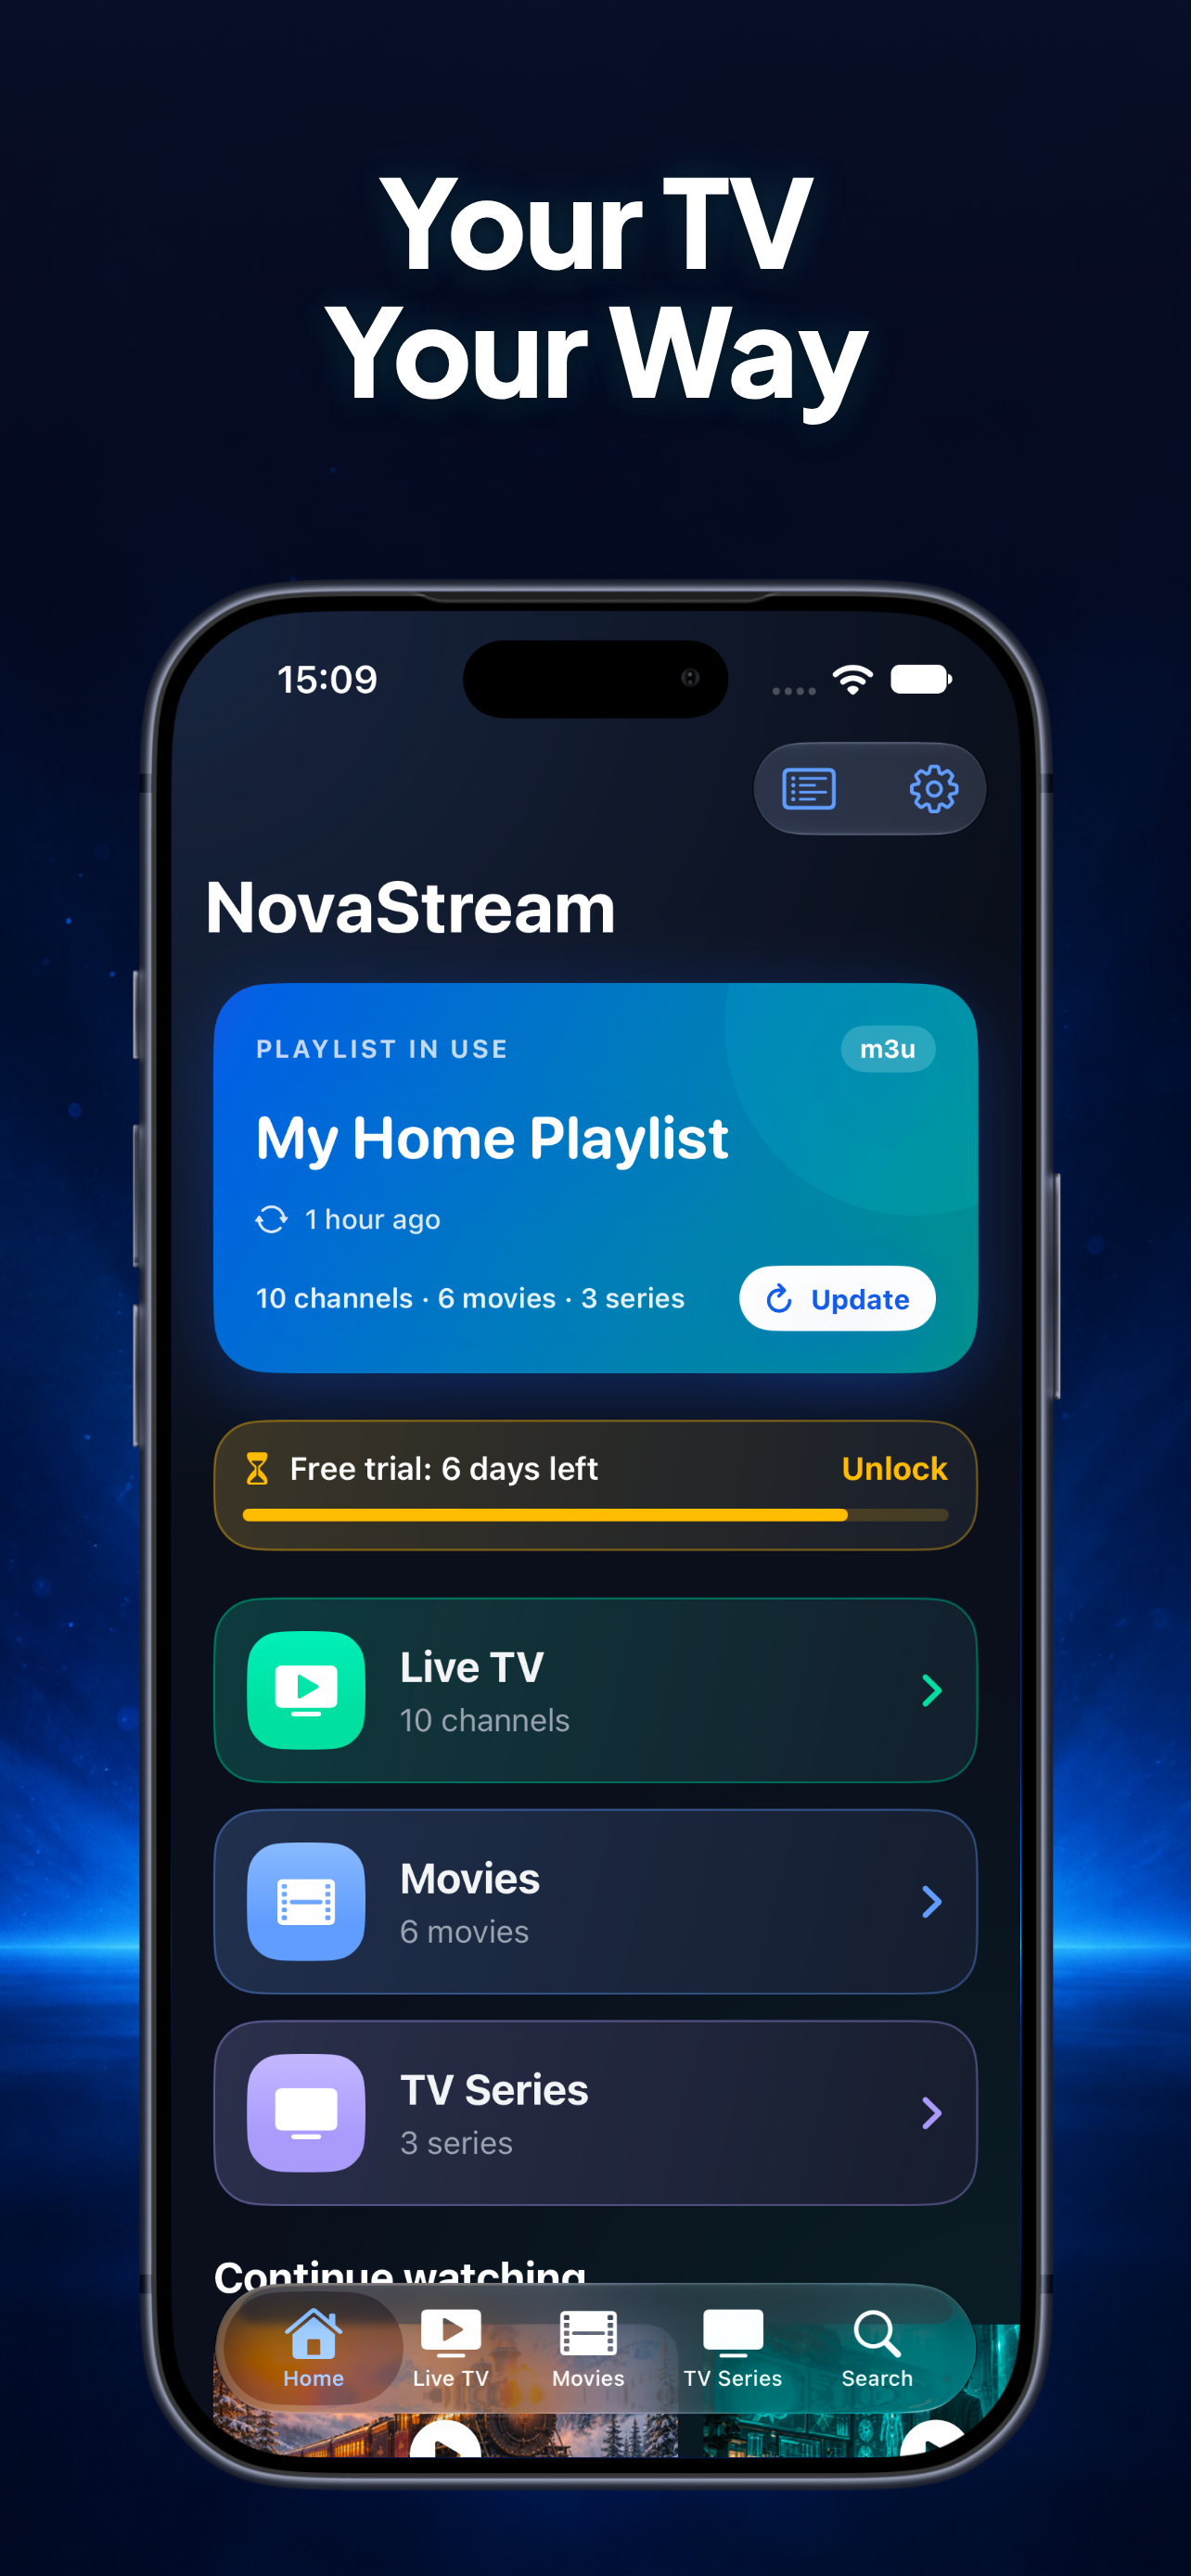 Your TV
Your Way
15:09
NovaStream
PLAYLIST IN USE
m3u
My Home Playlist
1 hour ago
10 channels · 6 movies · 3 series
Update
Free trial: 6 days left
Unlock
Live TV
10 channels
Movies
6 movies
TV Series
3 series
Continue watching
Home
Live TV
Movies
TV Series
Search